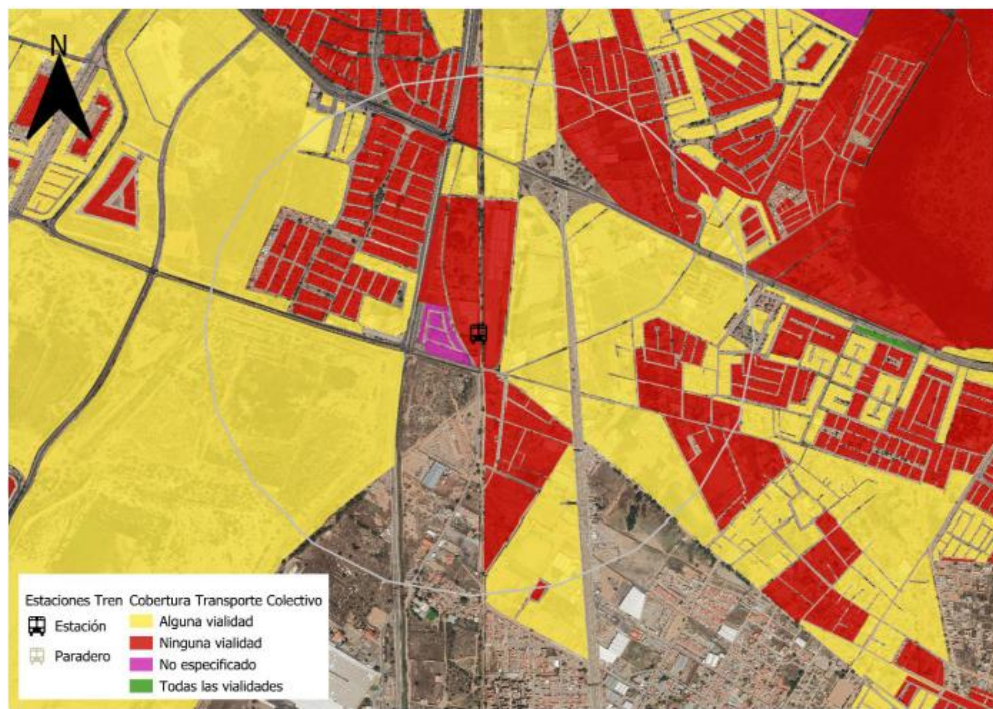 N
Estaciones Tren Cobertura Transporte Colectivo
Estación
Paradero
Alguna vialidad
Ninguna vialidad
No especificado
Todas las vialidades